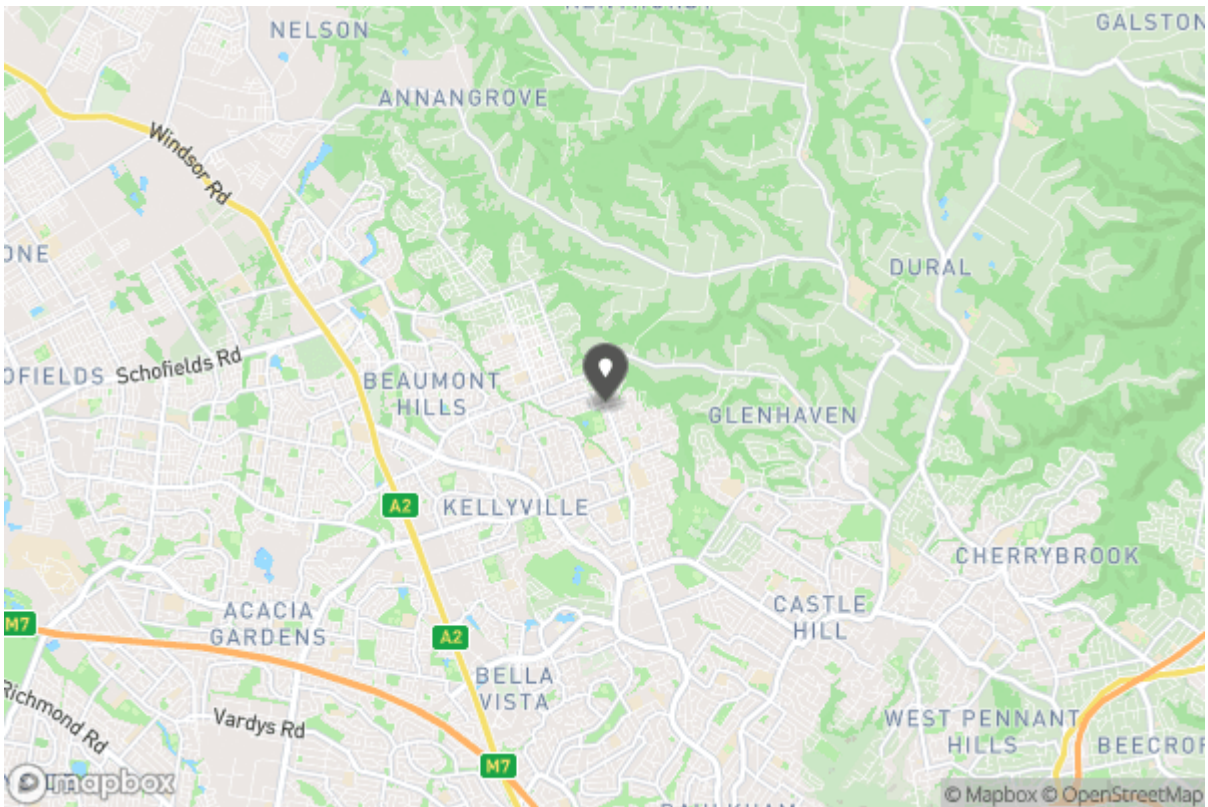 NELSON
GALSTON
ANNANGROVE
Windsor Rd
ONE
DURAL
OFIELDS
Schofields Rd
BEAUMONT
HILLS
GLENHAVEN
A2
KELLYVILLE
CHERRYBROOK
ACACIA
GARDENS
CASTLE
HILL
M7
A2
BELLA
VISTA
Richmond Rd
Vardys Rd
WEST PENNANT
HILLS
BEECROF
M7
mapbox
© Mapbox © OpenStreetMap